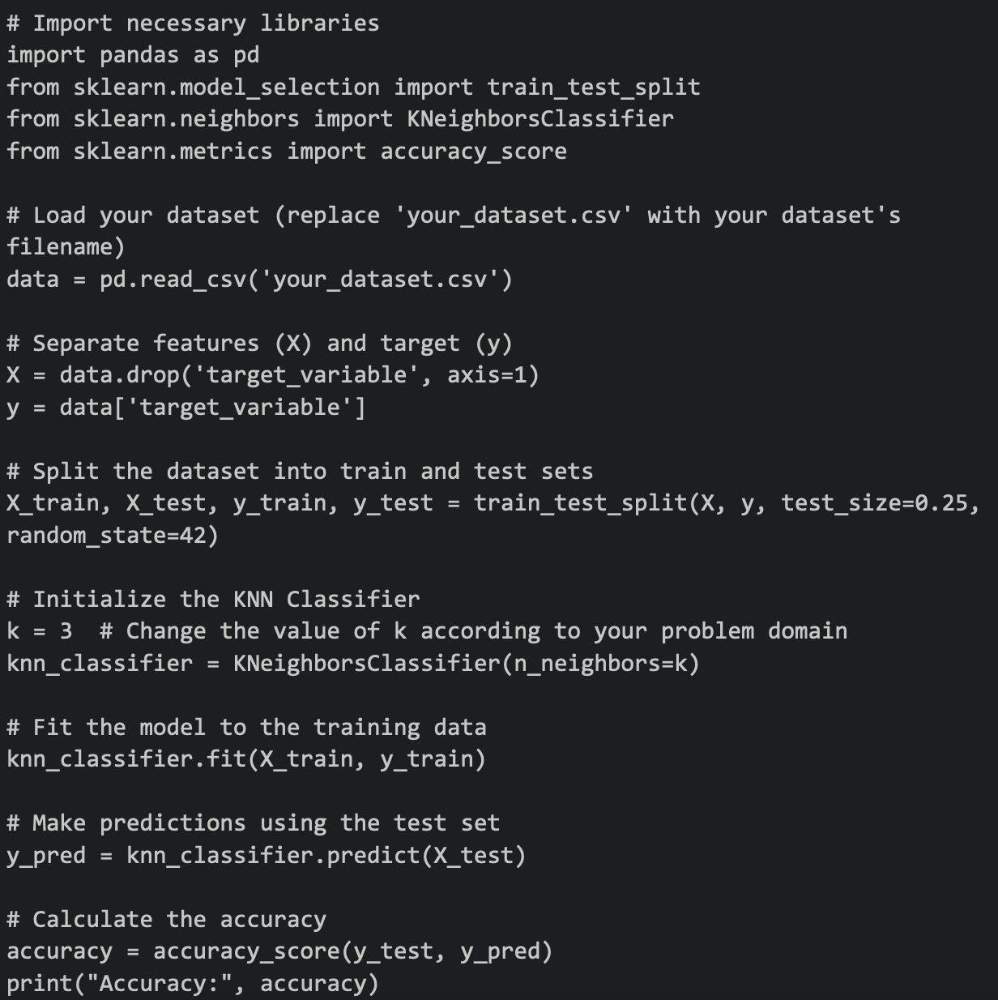 # Import necessary libraries
import pandas as pd
from sklearn.model_selection import train_test_split
from sklearn.neighbors import KNeighborsClassifier
from sklearn.metrics import accuracy_score

# Load your dataset (replace 'your_dataset.csv' with your dataset's
filename)
data = pd.read_csv('your_dataset.csv')

# Separate features (X) and target (y)
X = data.drop('target_variable', axis=1)
y = data['target_variable']

# Split the dataset into train and test sets
X_train, X_test, y_train, y_test = train_test_split(X, y, test_size=0.25,
random_state=42)

# Initialize the KNN Classifier
k = 3  # Change the value of k according to your problem domain
knn_classifier = KNeighborsClassifier(n_neighbors=k)

# Fit the model to the training data
knn_classifier.fit(X_train, y_train)

# Make predictions using the test set
y_pred = knn_classifier.predict(X_test)

# Calculate the accuracy
accuracy = accuracy_score(y_test, y_pred)
print("Accuracy:", accuracy)